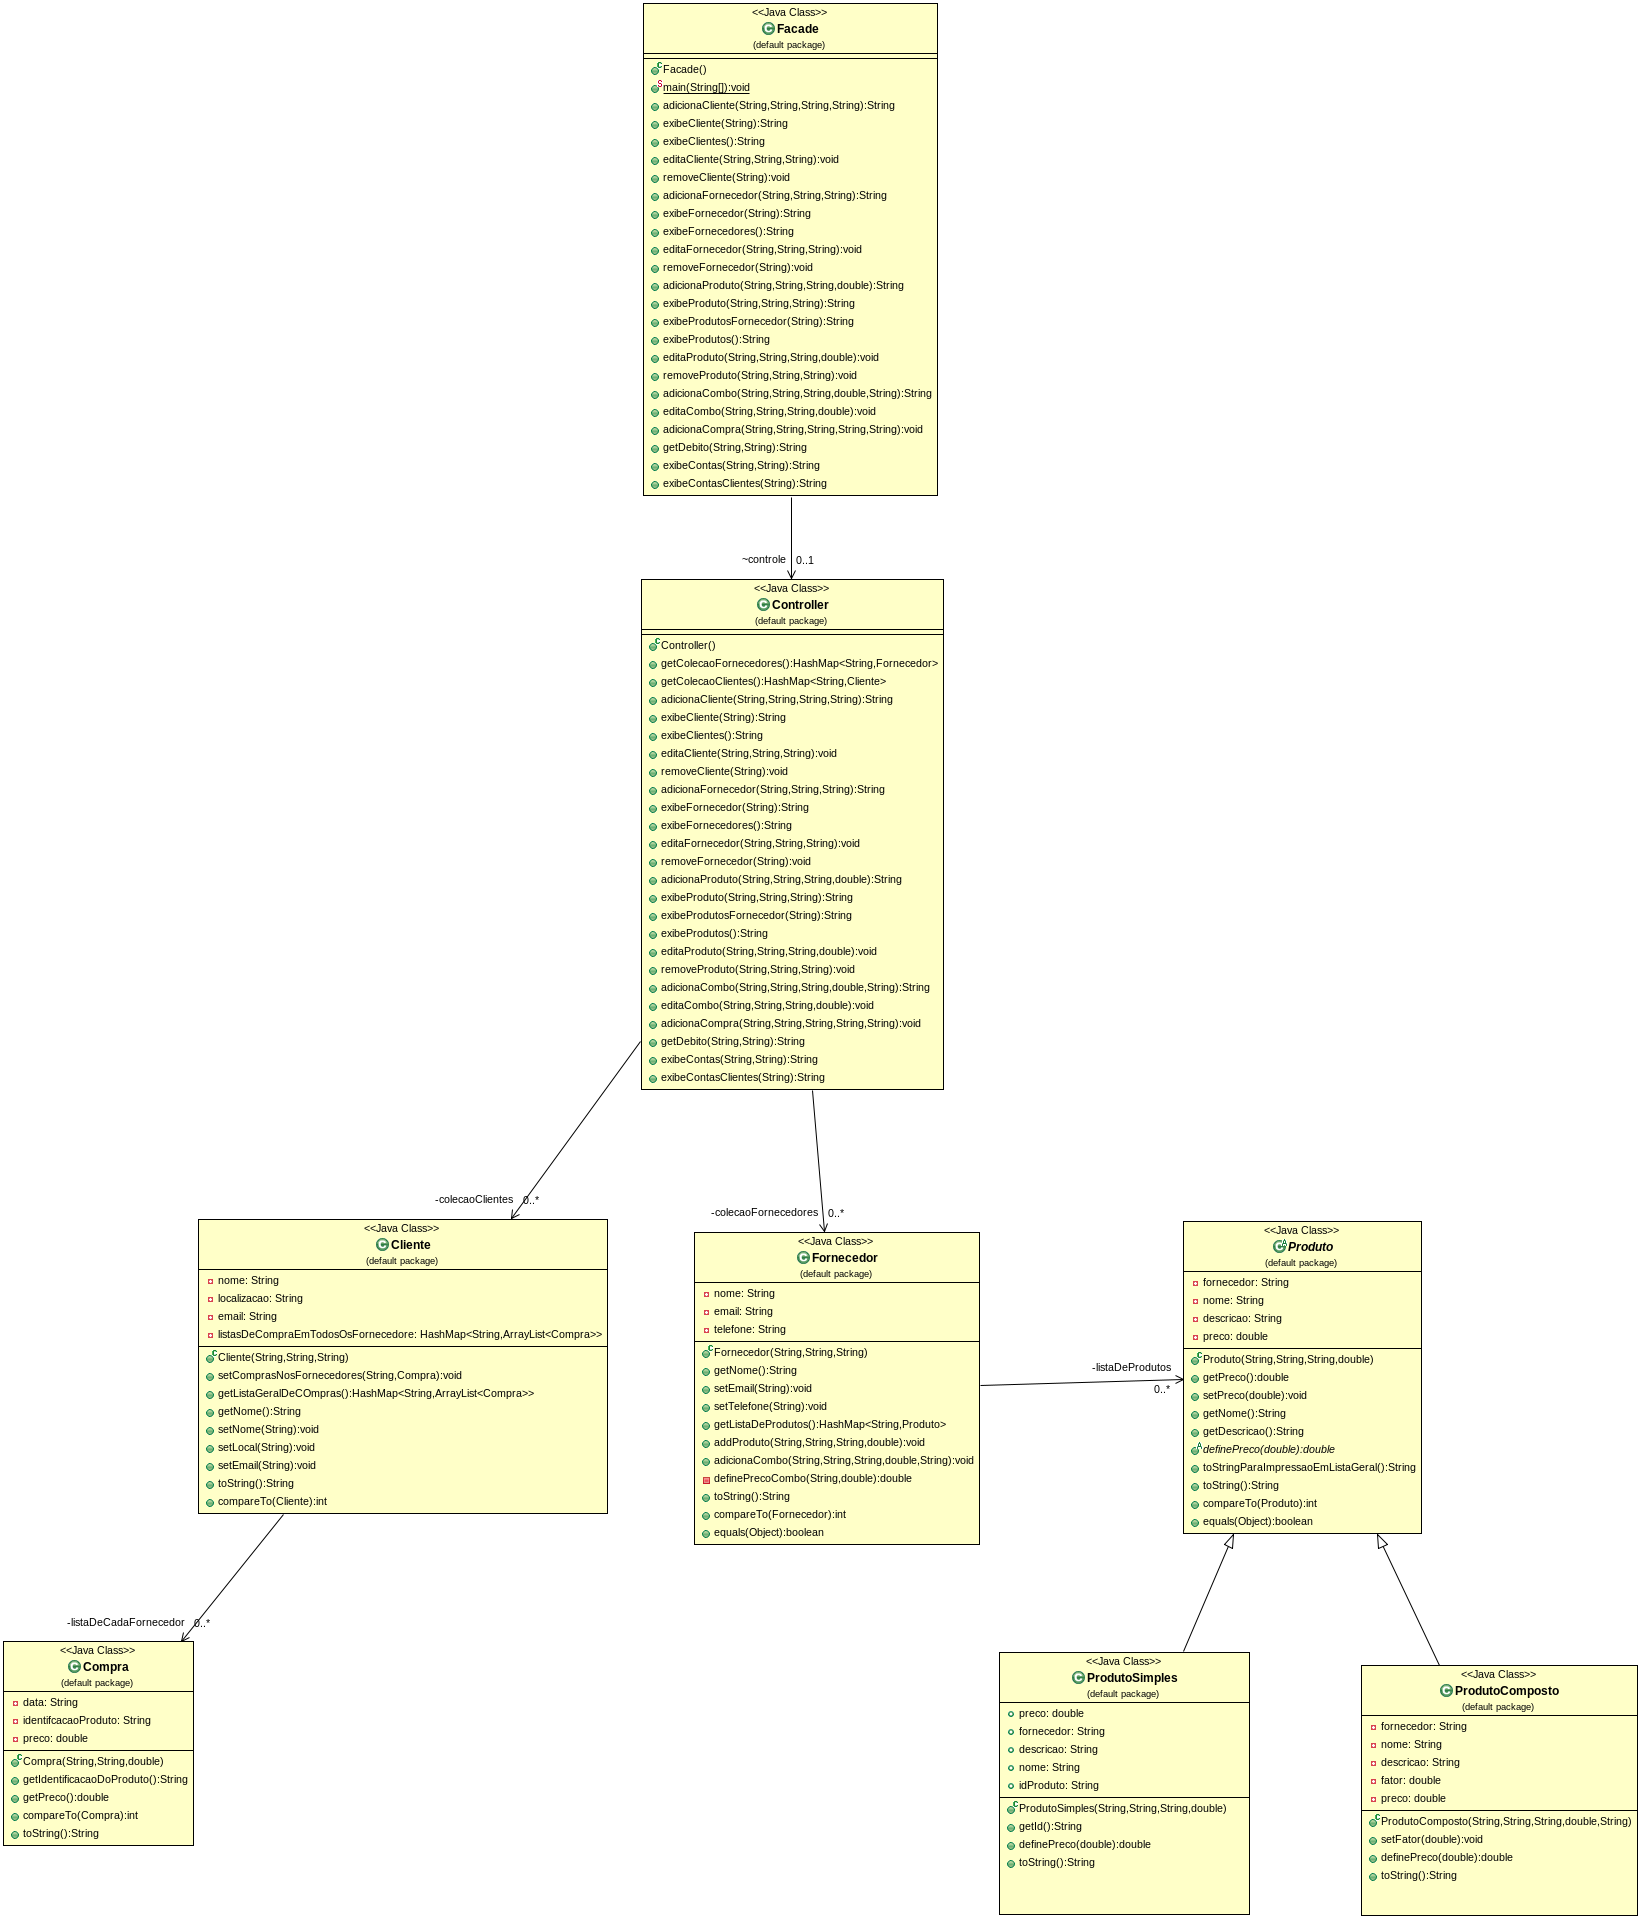 <<Java Class>>
Facade
(default package)
Facade()
main(String[]):void
adicionaCliente(String,String,String,String):String
exibeCliente(String):String
exibeClientes():String
editaCliente(String,String,String):void
removeCliente(String):void
adicionaFornecedor(String,String,String):String
exibeFornecedor(String):String
exibeFornecedores():String
editaFornecedor(String,String,String):void
removeFornecedor(String):void
adicionaProduto(String,String,String,double):String
exibeProduto(String,String,String):String
exibeProdutosFornecedor(String):String
exibeProdutos():String
editaProduto(String,String,String,double):void
removeProduto(String,String,String):void
adicionaCombo(String,String,String,double,String):String
editaCombo(String,String,String,double):void
adicionaCompra(String,String,String,String,String):void
getDebito(String,String):String
exibeContas(String,String):String
exibeContasClientes(String):String
~controle 0..1
<<Java Class>>
Controller
(default package)
Controller()
getColecaoFornecedores():HashMap<String,Fornecedor>
getColecaoClientes():HashMap<String,Cliente>
adicionaCliente(String,String,String,String):String
exibeCliente(String):String
exibeClientes():String
editaCliente(String,String,String):void
removeCliente(String):void
adicionaFornecedor(String,String,String):String
exibeFornecedor(String):String
exibeFornecedores():String
editaFornecedor(String,String,String):void
removeFornecedor(String):void
adicionaProduto(String,String,String,double):String
exibeProduto(String,String,String):String
exibeProdutosFornecedor(String):String
exibeProdutos():String
editaProduto(String,String,String,double):void
removeProduto(String,String,String):void
adicionaCombo(String,String,String,double,String):String
editaCombo(String,String,String,double):void
adicionaCompra(String,String,String,String,String):void
getDebito(String,String):String
exibeContas(String,String):String
exibeContasClientes(String):String
-colecaoClientes 0..*
<<Java Class>>
Cliente
(default package)
nome: String
localizacao: String
email: String
listasDeCompraEmTodosOsFornecedore: HashMap<String,ArrayList<Compra>>
Cliente(String,String,String)
setComprasNosFornecedores(String,Compra):void
getListaGeralDeCOmpras():HashMap<String,ArrayList<Compra>>
getNome():String
setNome(String):void
setLocal(String):void
setEmail(String):void
toString():String
compareTo(Cliente):int
-colecaoFornecedores 0..*
<<Java Class>>
Fornecedor
(default package)
nome: String
email: String
telefone: String
Fornecedor(String,String,String)
getNome():String
setEmail(String):void
setTelefone(String):void
getListaDeProdutos():HashMap<String,Produto>
addProduto(String,String,String,double):void
adicionaCombo(String,String,String,double,String):void
definePrecoCombo(String,double):double
toString():String
compareTo(Fornecedor):int
equals(Object):boolean
-listaDeProdutos
0..*
<<Java Class>>
Produto
(default package)
fornecedor: String
nome: String
descricao: String
preco: double
Produto(String,String,String,double)
getPreco():double
setPreco(double):void
getNome():String
getDescricao():String
definePreco(double):double
toStringParaImpressaoEmListaGeral():String
toString():String
compareTo(Produto):int
equals(Object):boolean
-listaDeCadaFornecedor 0..*
<<Java Class>>
Compra
(default package)
data: String
identifcacaoProduto: String
preco: double
Compra(String,String,double)
getIdentificacaoDoProduto():String
getPreco():double
compareTo(Compra):int
toString():String
<<Java Class>>
ProdutoSimples
(default package)
preco: double
fornecedor: String
descricao: String
nome: String
idProduto: String
ProdutoSimples(String,String,String,double)
getId():String
definePreco(double):double
toString():String
<<Java Class>>
ProdutoComposto
(default package)
fornecedor: String
nome: String
descricao: String
fator: double
preco: double
ProdutoComposto(String,String,String,double,String)
setFator(double):void
definePreco(double):double
toString():String